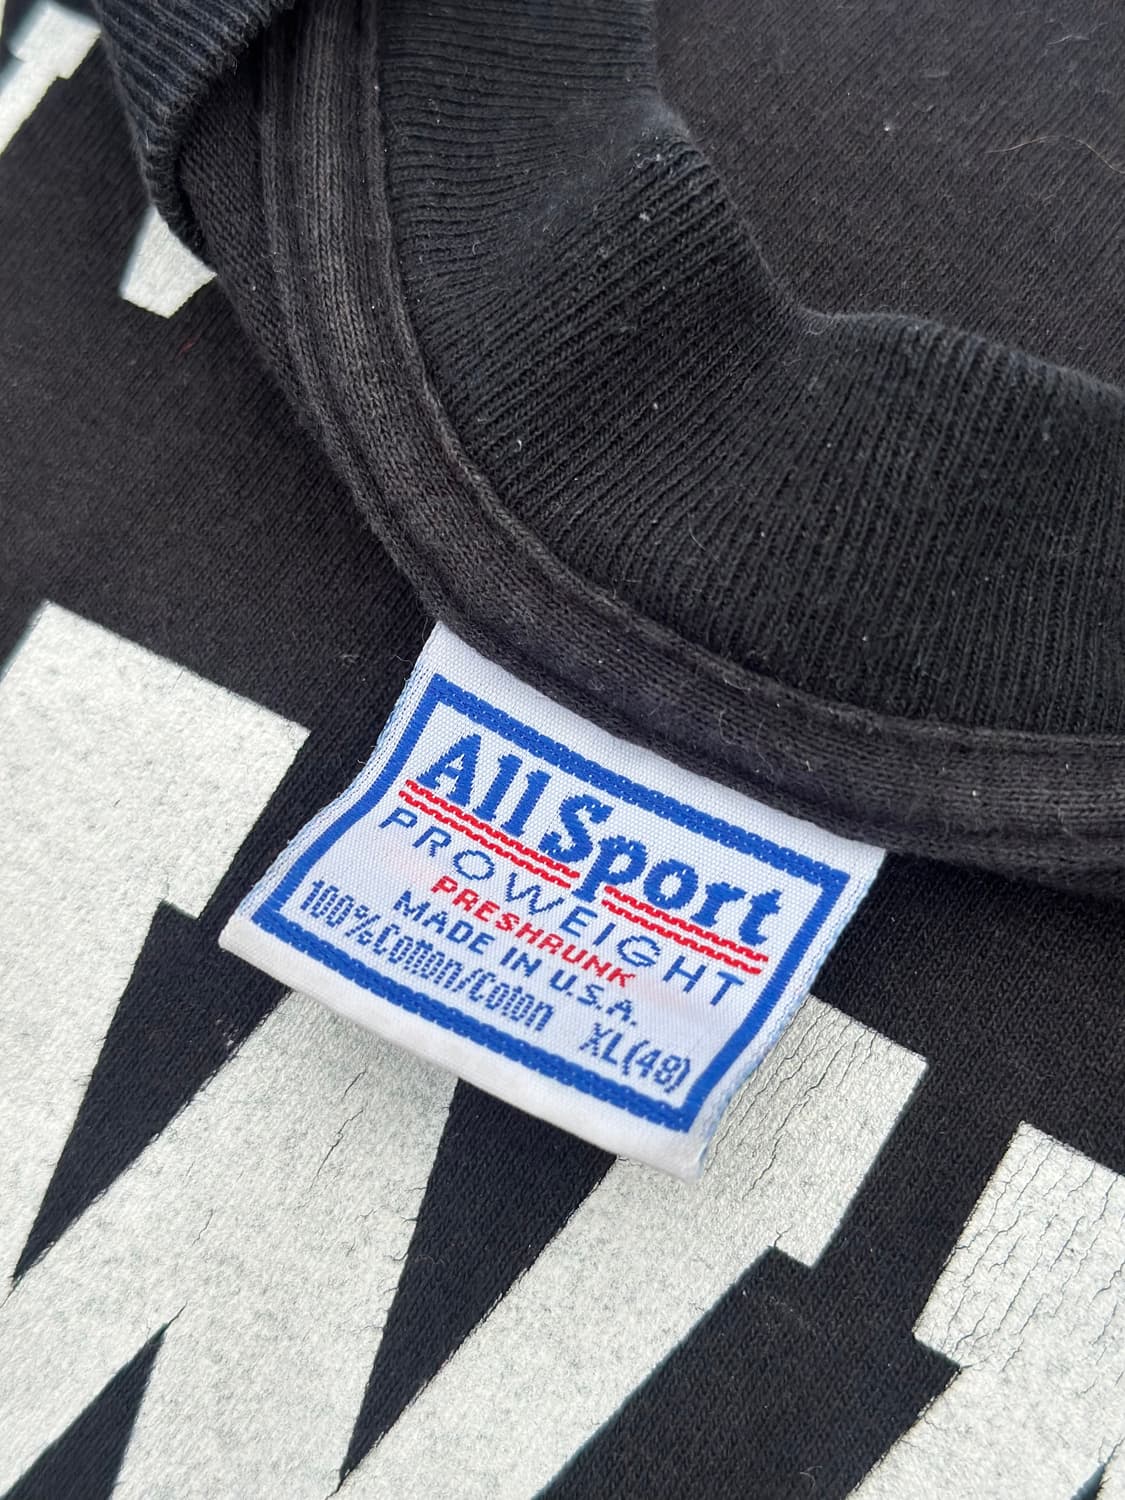 All Sport
PROWEIGHT
PRESHRUNK
MADE IN U.S.A.
100% Cotton/Coton XL(48)
W